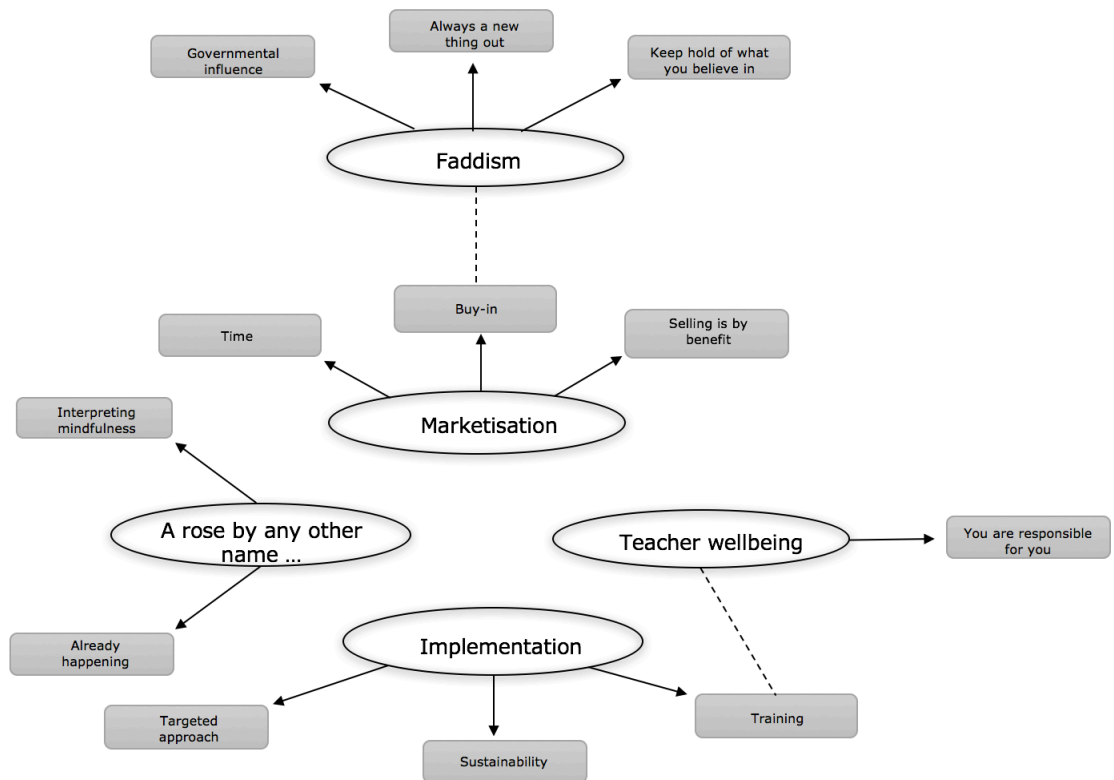 Always a new
thing out
Governmental
influence
Keep hold of what
you believe in
Faddism
Buy-in
Time
Selling is by
benefit
Marketisation
Interpreting
mindfulness
A rose by any other
name ...
Teacher wellbeing
You are responsible
for you
Already
happening
Implementation
Targeted
approach
Training
Sustainability